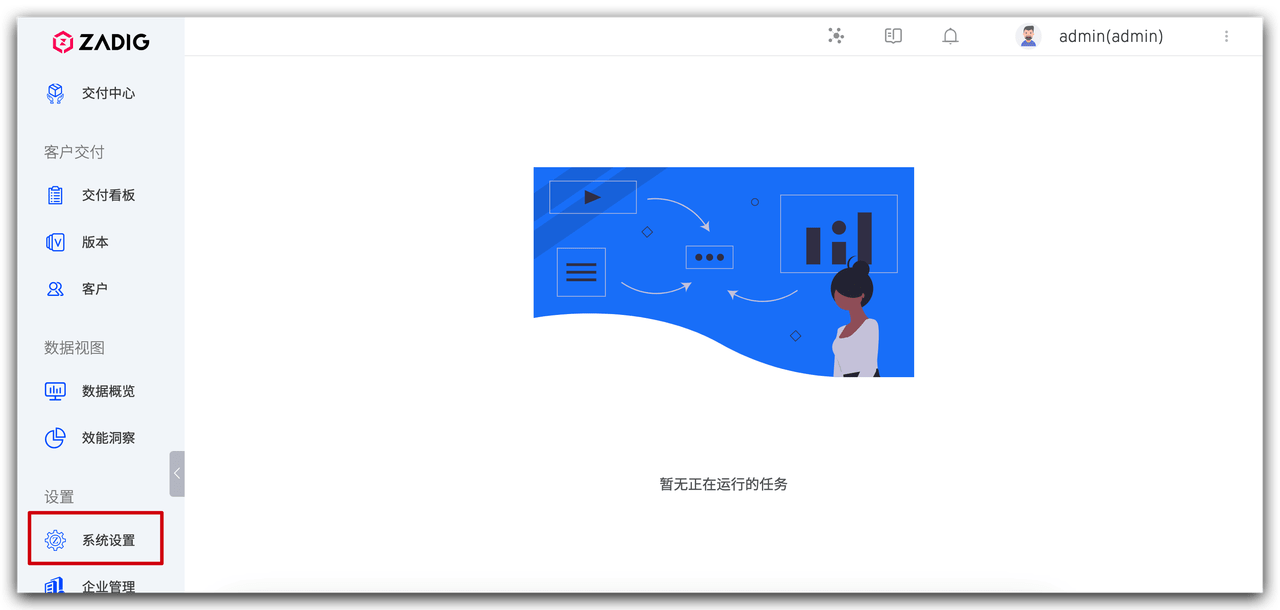 ZADIG
admin(admin)
交付中心
客户交付
交付看板
版本
客户
数据视图
数据概览
效能洞察
设置
系统设置
企业管理
暂无正在运行的任务